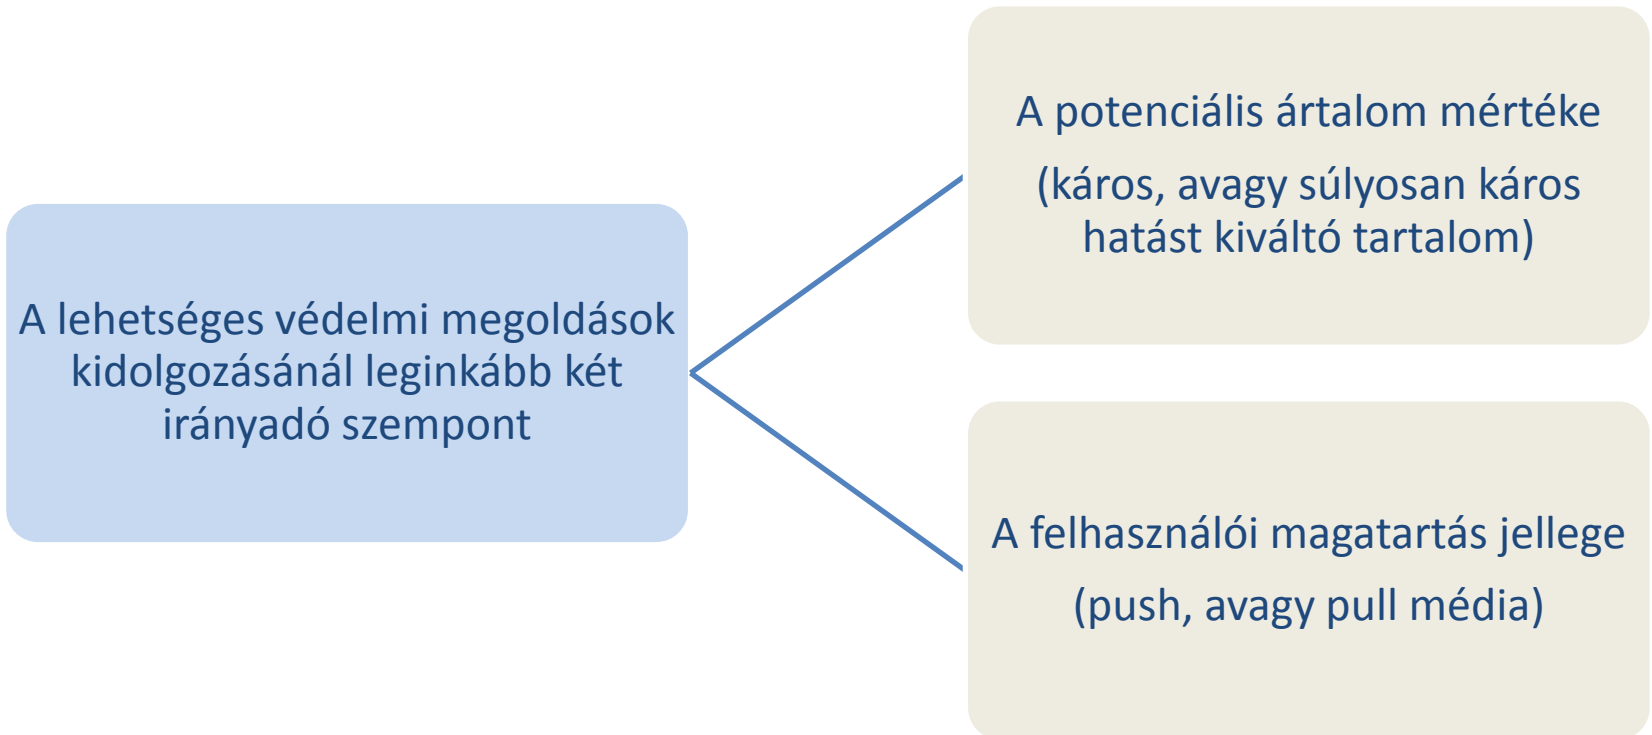 A lehetséges védelmi megoldások
kidolgozásánál leginkább két
irányadó szempont
A potenciális ártalom mértéke
(káros, avagy súlyosan káros
hatást kiváltó tartalom)
A felhasználói magatartás jellege
(push, avagy pull média)